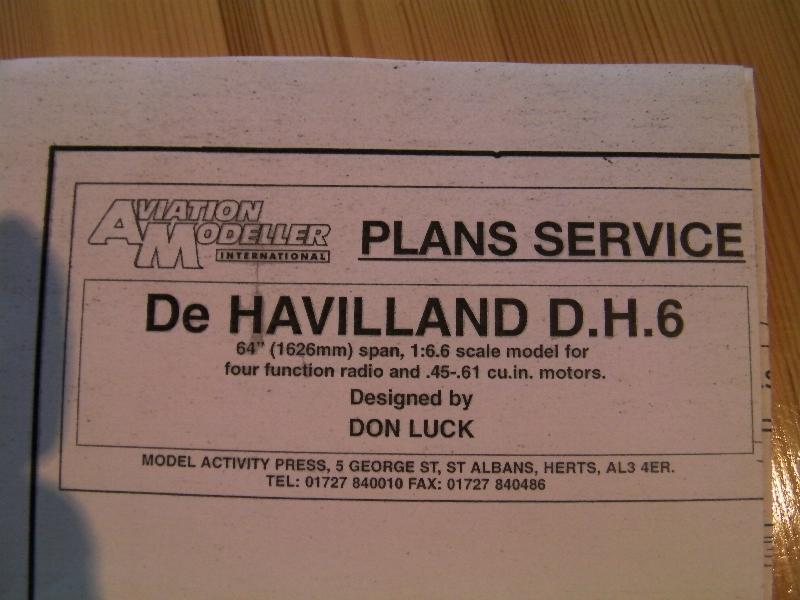 AVIATION
MODELLER
INTERNATIONAL
PLANS SERVICE
De HAVILLAND D.H.6
64” (1626mm) span, 1:6.6 scale model for
four function radio and .45-.61 cu.in. motors.
Designed by
DON LUCK
MODEL ACTIVITY PRESS, 5 GEORGE ST, ST ALBANS, HERTS, AL3 4ER.
TEL: 01727 840010 FAX: 01727 840486